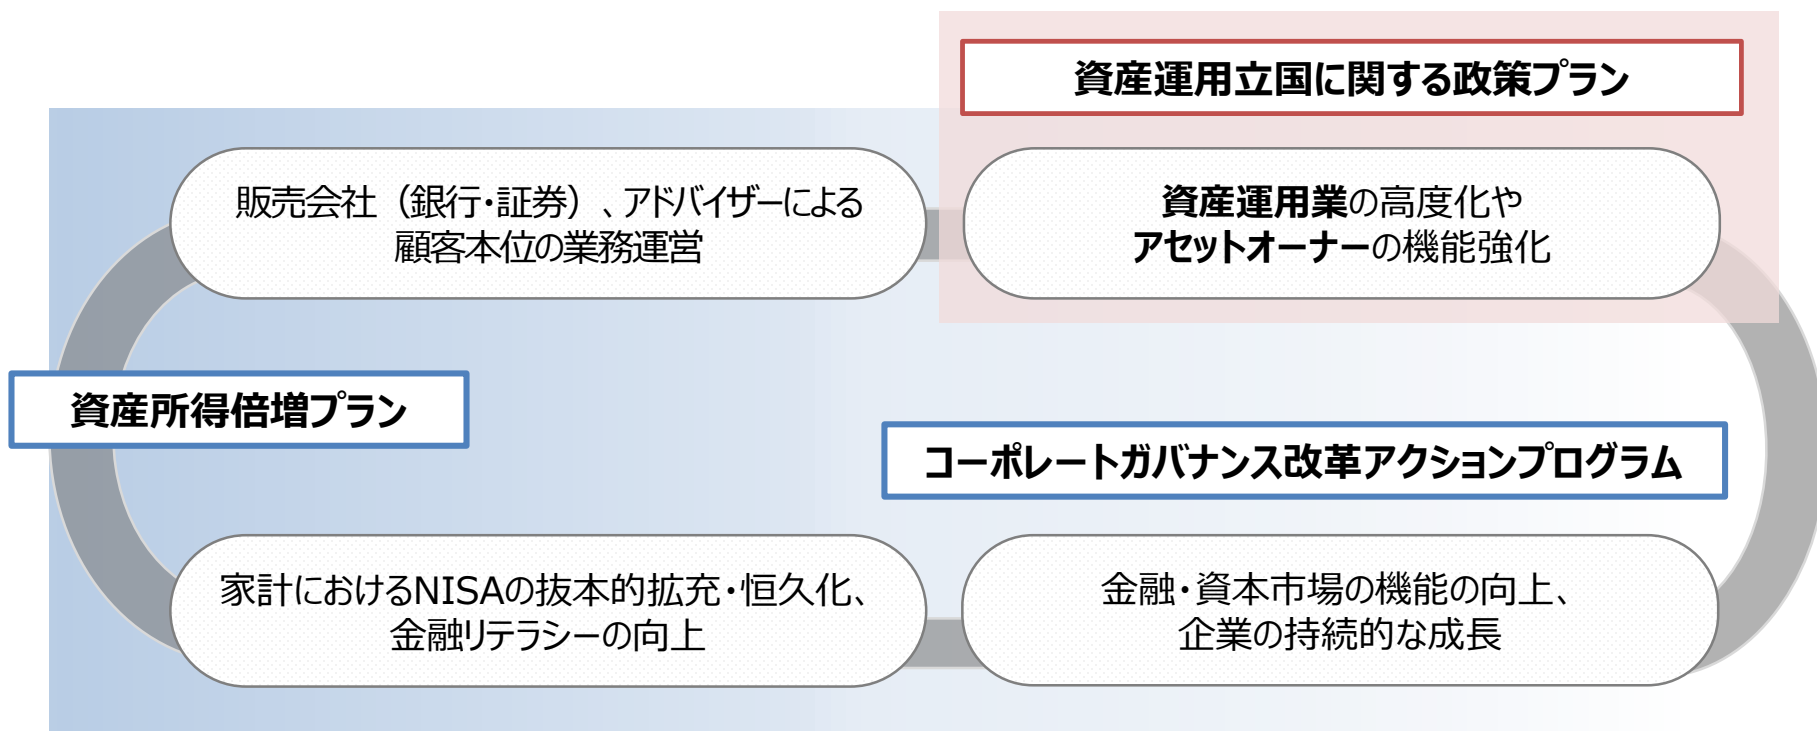 資産運用立国に関する政策プラン
販売会社（銀行・証券）、アドバイザーによる
顧客本位の業務運営
資産運用業の高度化や
アセットオーナーの機能強化
資産所得倍増プラン
コーポレートガバナンス改革アクションプログラム
家計におけるNISAの抜本的拡充・恒久化、
金融リテラシーの向上
金融・資本市場の機能の向上、
企業の持続的な成長